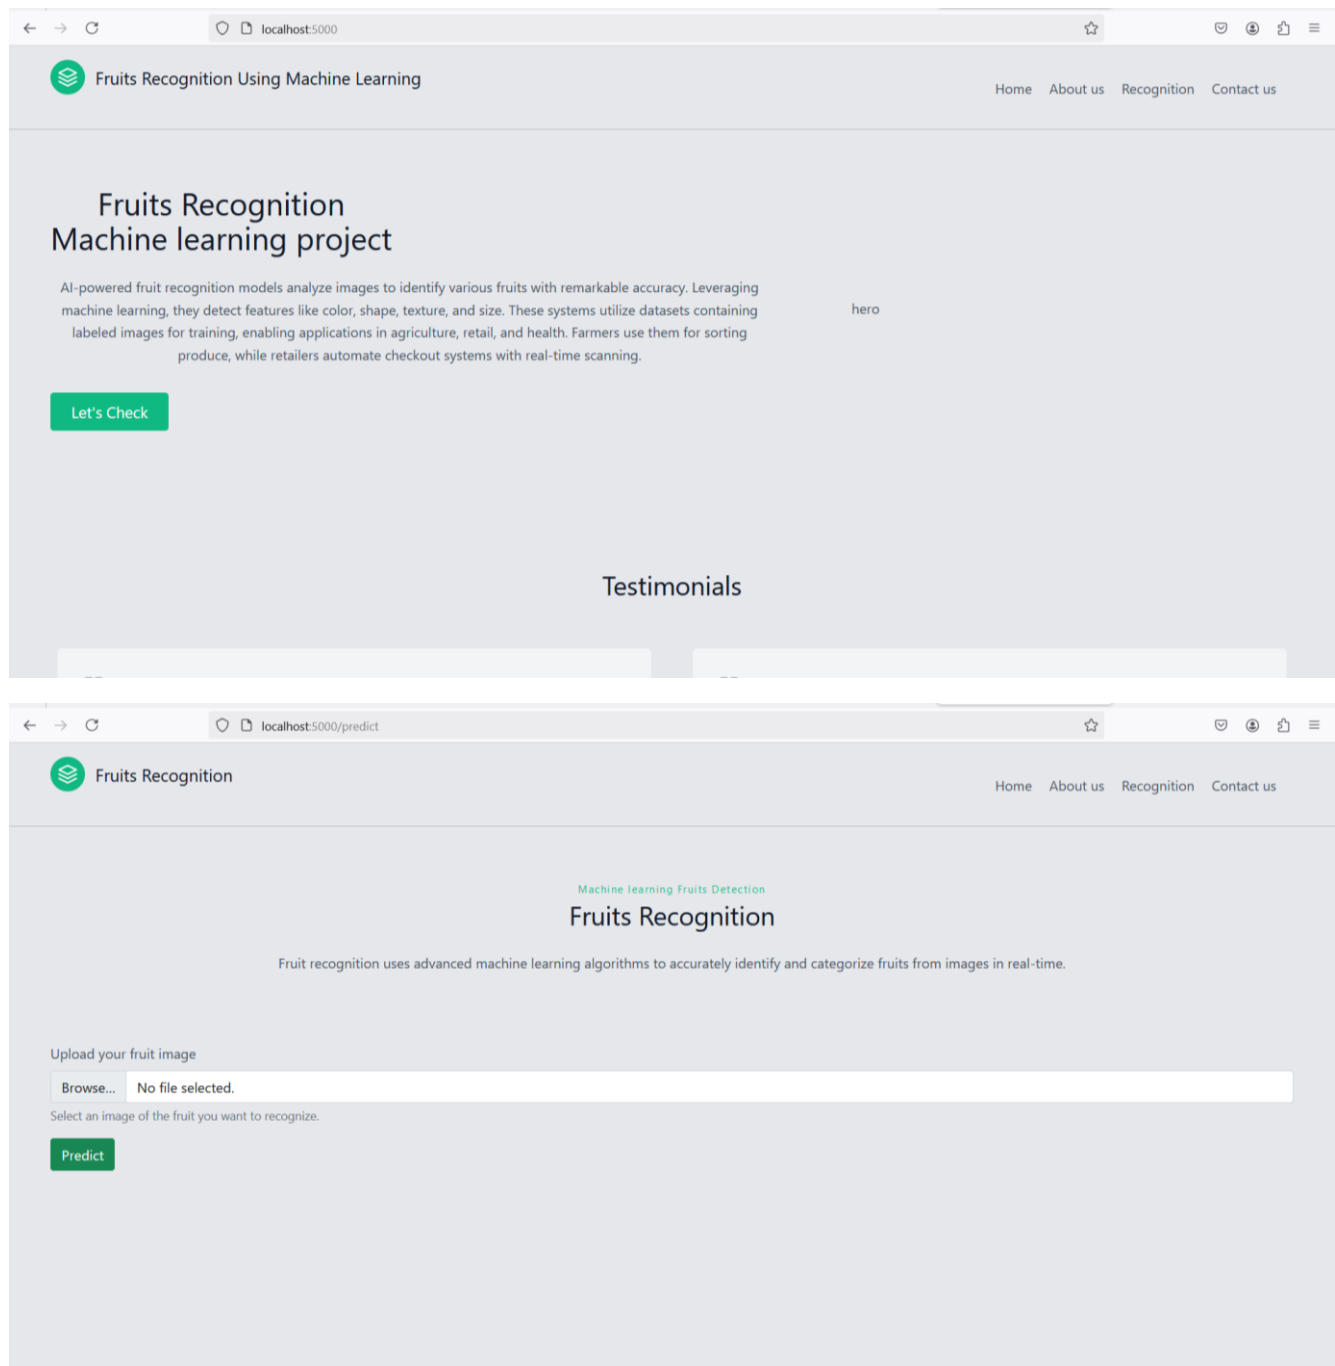 localhost:5000
Fruits Recognition Using Machine Learning
Home About us Recognition Contact us
Fruits Recognition
Machine learning project
AI-powered fruit recognition models analyze images to identify various fruits with remarkable accuracy. Leveraging
machine learning, they detect features like color, shape, texture, and size. These systems utilize datasets containing
labeled images for training, enabling applications in agriculture, retail, and health. Farmers use them for sorting
produce, while retailers automate checkout systems with real-time scanning.
hero
Let's Check
Testimonials
localhost:5000/predict
Fruits Recognition
Home About us Recognition Contact us
Machine learning Fruits Detection
Fruits Recognition
Fruit recognition uses advanced machine learning algorithms to accurately identify and categorize fruits from images in real-time.
Upload your fruit image
Browse... No file selected.
Select an image of the fruit you want to recognize.
Predict